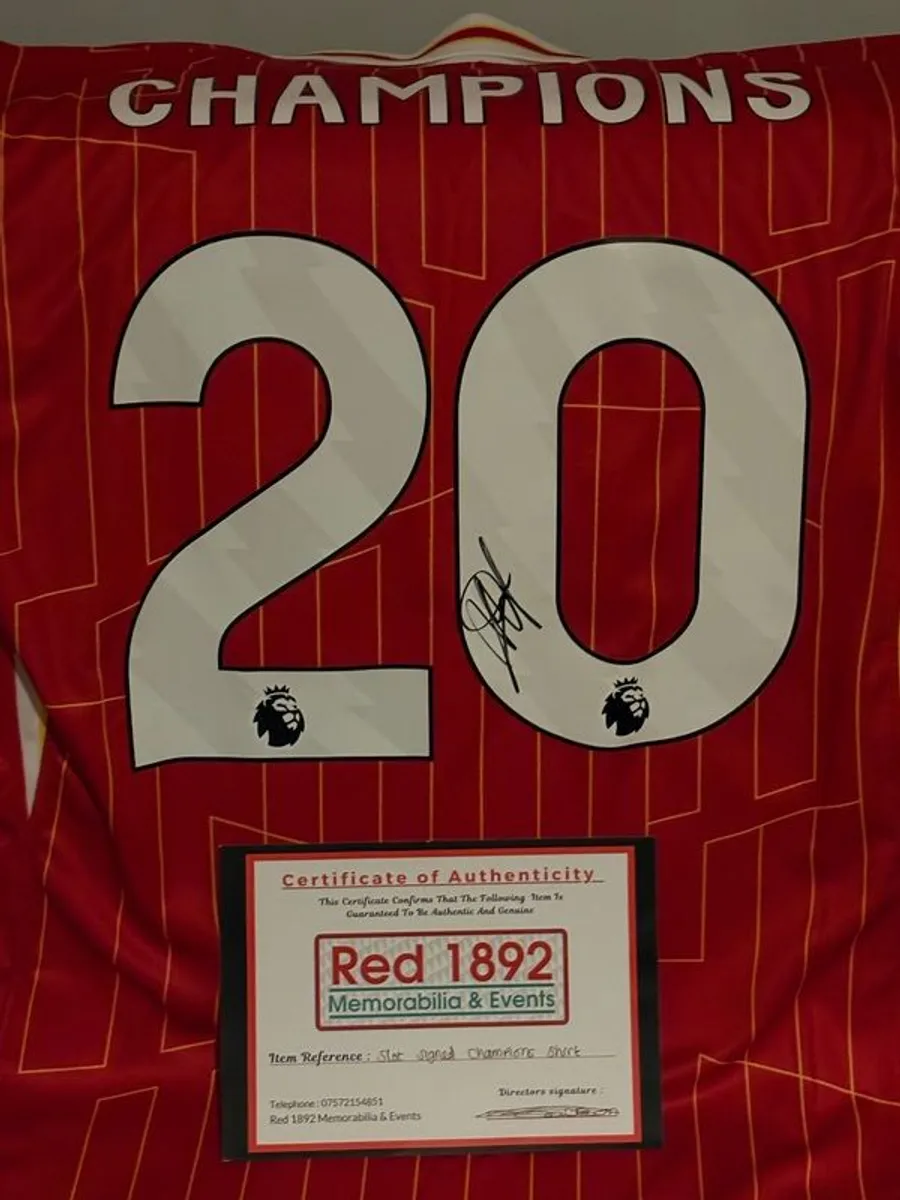 CHAMPIONS
20
Certificate of Authenticity
This Certificate Confirms That The Following Item Is
Guaranteed To Be Authentic And Genuine
Red 1892
Memorabilia & Events
Item Reference : Slot signed Champions Shirt
Directors signature :
Telephone : 07572154851
Red 1892 Memorabilia & Events